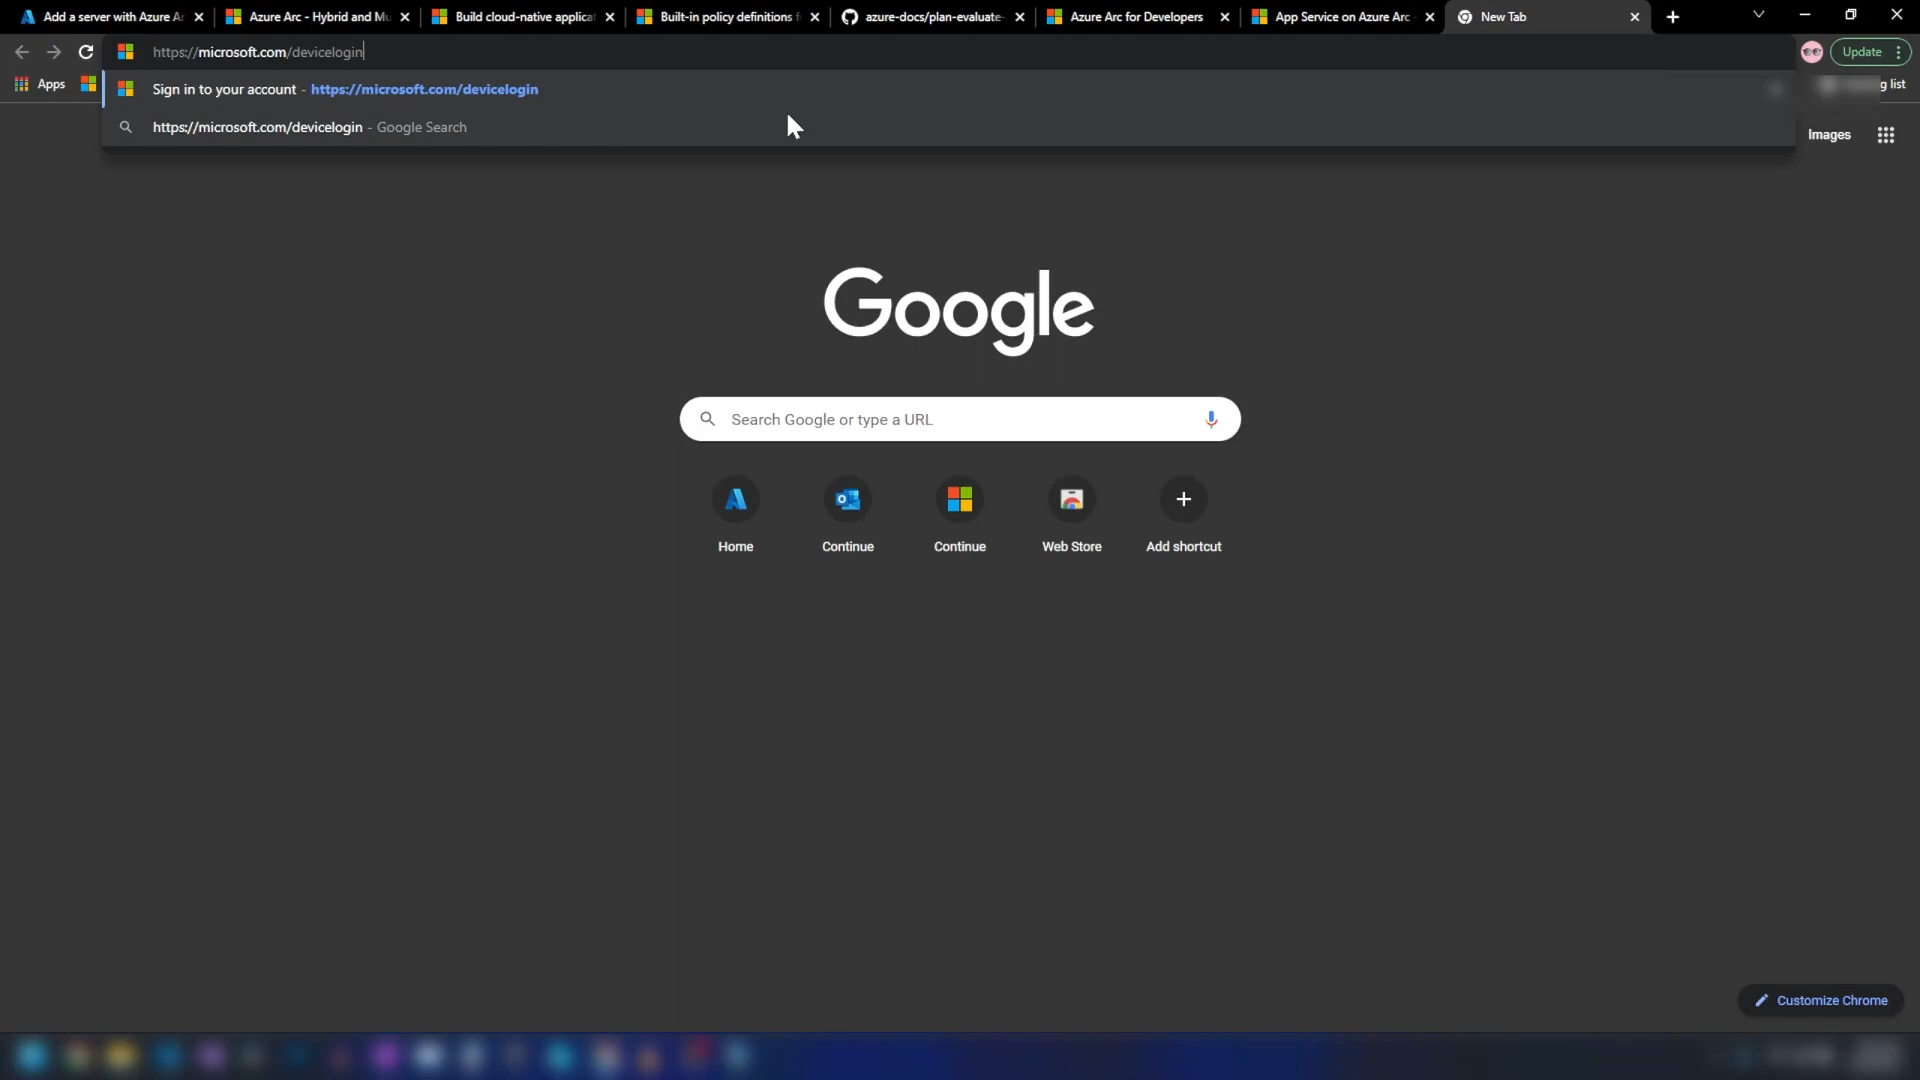 Add a server with Azure Ar
Azure Arc - Hybrid and Mu
Build cloud-native applicat
Built-in policy definitions f
azure-docs/plan-evaluate-
Azure Arc for Developers
App Service on Azure Arc
New Tab
https://microsoft.com/devicelogin
Update
Apps
Sign in to your account - https://microsoft.com/devicelogin
g list
https://microsoft.com/devicelogin - Google Search
Images
Google
Search Google or type a URL
Home
Continue
Continue
Web Store
Add shortcut
Customize Chrome